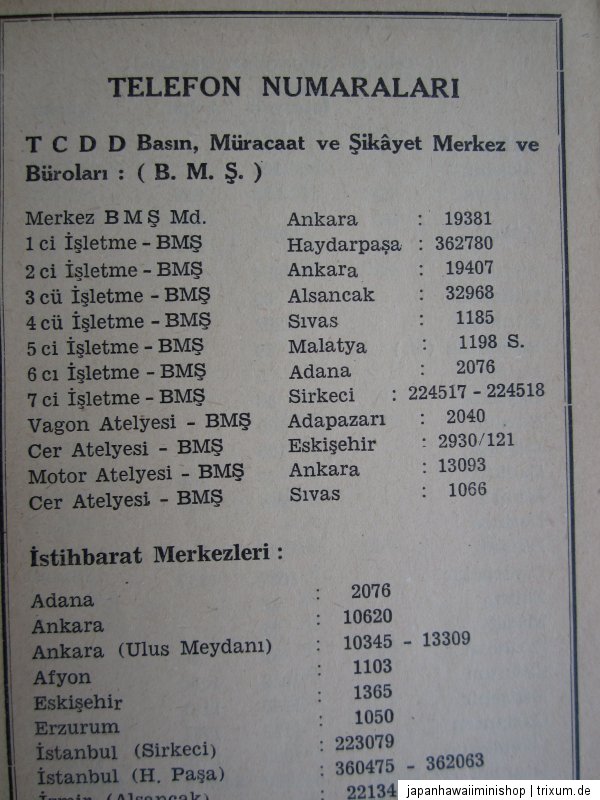 TELEFON NUMARALARI
T C D D Basın, Müracaat ve Şikâyet Merkez ve
Büroları : ( B. M. Ş. )
Merkez B M Ş Md. Ankara : 19381
1 ci İşletme - BMŞ Haydarpaşa : 362780
2 ci İşletme - BMŞ Ankara : 19407
3 cü İşletme - BMŞ Alsancak : 32968
4 cü İşletme - BMŞ Sıvas : 1185
5 ci İşletme - BMŞ Malatya : 1198 S.
6 cı İşletme - BMŞ Adana : 2076
7 ci İşletme - BMŞ Sirkeci : 224517 - 224518
Vagon Atelyesi - BMŞ Adapazarı : 2040
Cer Atelyesi - BMŞ Eskişehir : 2930/121
Motor Atelyesi - BMŞ Ankara : 13093
Cer Atelyesi - BMŞ Sıvas : 1066
İstihbarat Merkezleri :
Adana : 2076
Ankara : 10620
Ankara (Ulus Meydanı) : 10345 - 13309
Afyon : 1103
Eskişehir : 1365
Erzurum : 1050
İstanbul (Sirkeci) : 223079
İstanbul (H. Paşa) : 360475 - 362063
İzmir (Alsancak) : 22134
japanhawaiiminishop | trixum.de